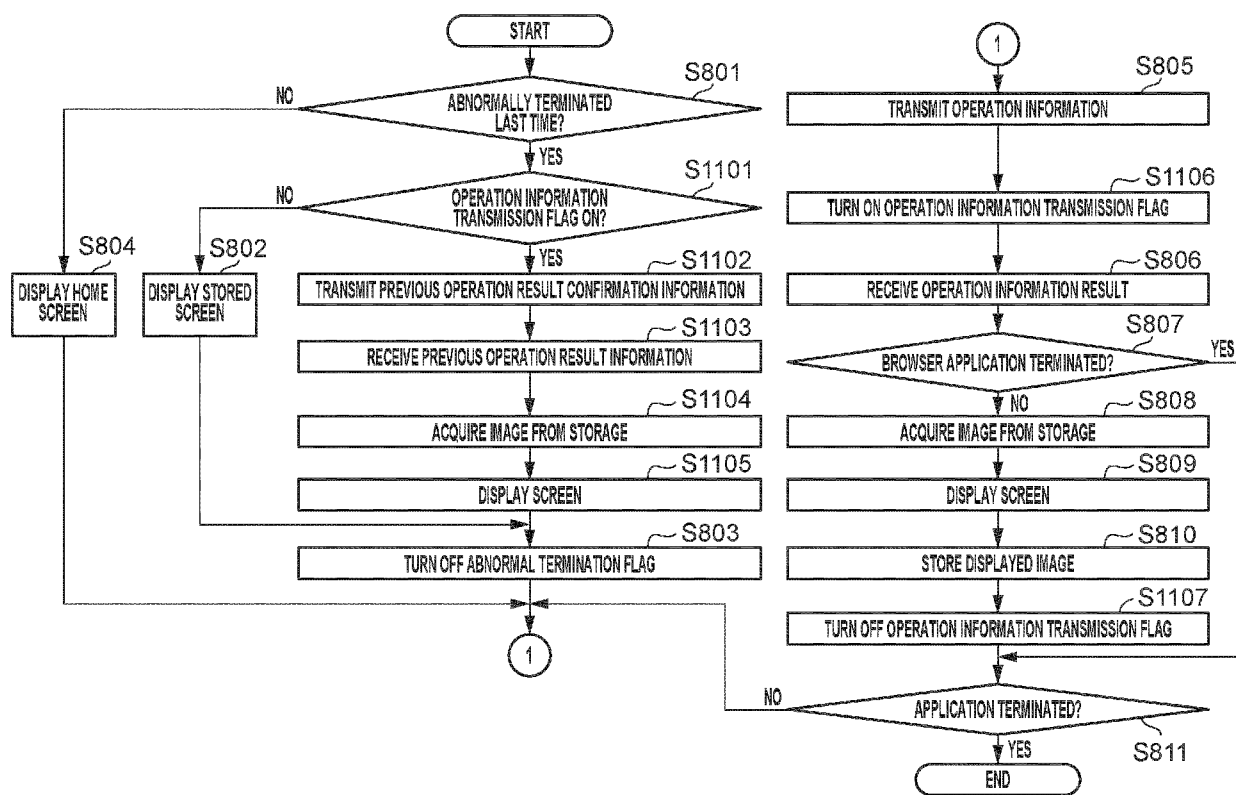 START
S801
NO
ABNORMALLY TERMINATED
LAST TIME?
YES
S1101
NO
OPERATION INFORMATION
TRANSMISSION FLAG ON?
YES
S804
DISPLAY HOME
SCREEN
S802
DISPLAY STORED
SCREEN
S1102
TRANSMIT PREVIOUS OPERATION RESULT CONFIRMATION INFORMATION
S1103
RECEIVE PREVIOUS OPERATION RESULT INFORMATION
S1104
ACQUIRE IMAGE FROM STORAGE
S1105
DISPLAY SCREEN
S803
TURN OFF ABNORMAL TERMINATION FLAG
1
1
S805
TRANSMIT OPERATION INFORMATION
S1106
TURN ON OPERATION INFORMATION TRANSMISSION FLAG
S806
RECEIVE OPERATION INFORMATION RESULT
S807
BROWSER APPLICATION TERMINATED?
YES
NO
S808
ACQUIRE IMAGE FROM STORAGE
S809
DISPLAY SCREEN
S810
STORE DISPLAYED IMAGE
S1107
TURN OFF OPERATION INFORMATION TRANSMISSION FLAG
NO
APPLICATION TERMINATED?
S811
YES
END